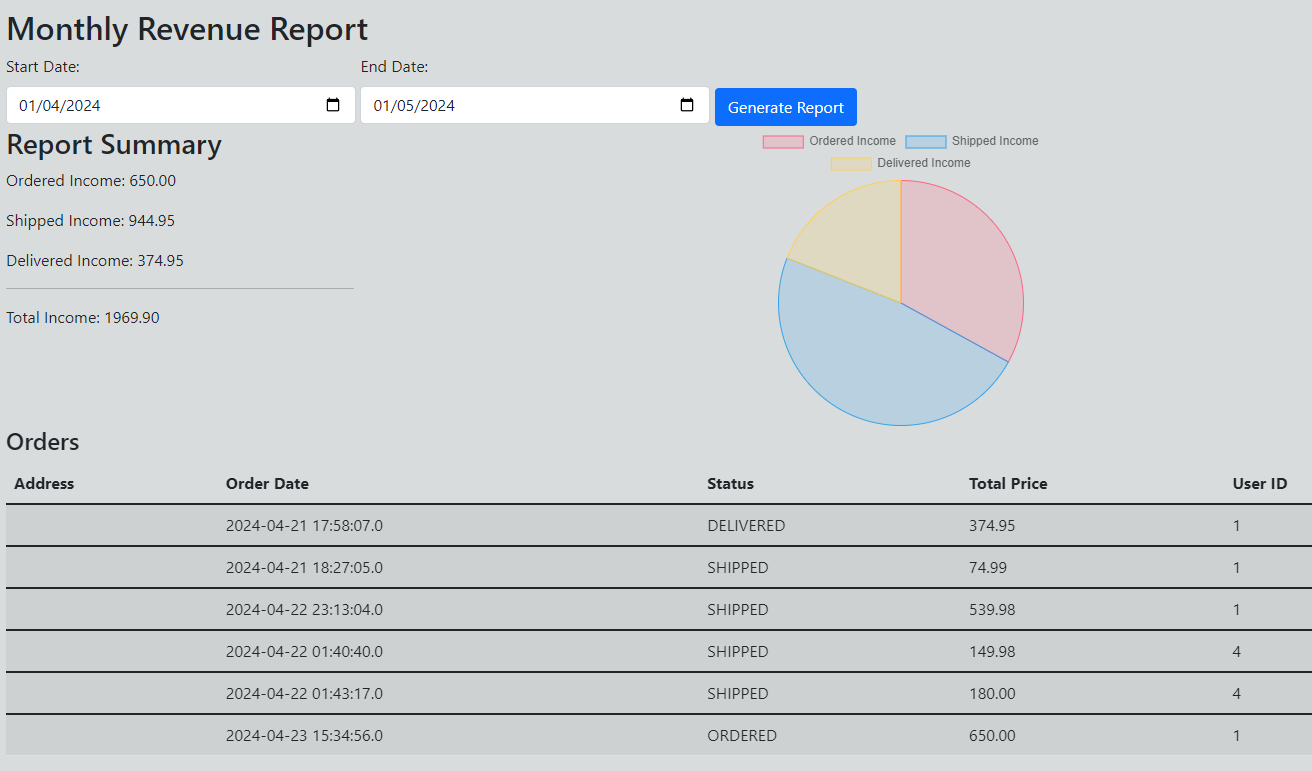 Monthly Revenue Report
Start Date: End Date:
01/04/2024 01/05/2024 Generate Report
Report Summary
Ordered Income: 650.00
Shipped Income: 944.95
Delivered Income: 374.95
Total Income: 1969.90
Ordered Income Shipped Income
Delivered Income
Orders
Address Order Date Status Total Price User ID
2024-04-21 17:58:07.0 DELIVERED 374.95 1
2024-04-21 18:27:05.0 SHIPPED 74.99 1
2024-04-22 23:13:04.0 SHIPPED 539.98 1
2024-04-22 01:40:40.0 SHIPPED 149.98 4
2024-04-22 01:43:17.0 SHIPPED 180.00 4
2024-04-23 15:34:56.0 ORDERED 650.00 1